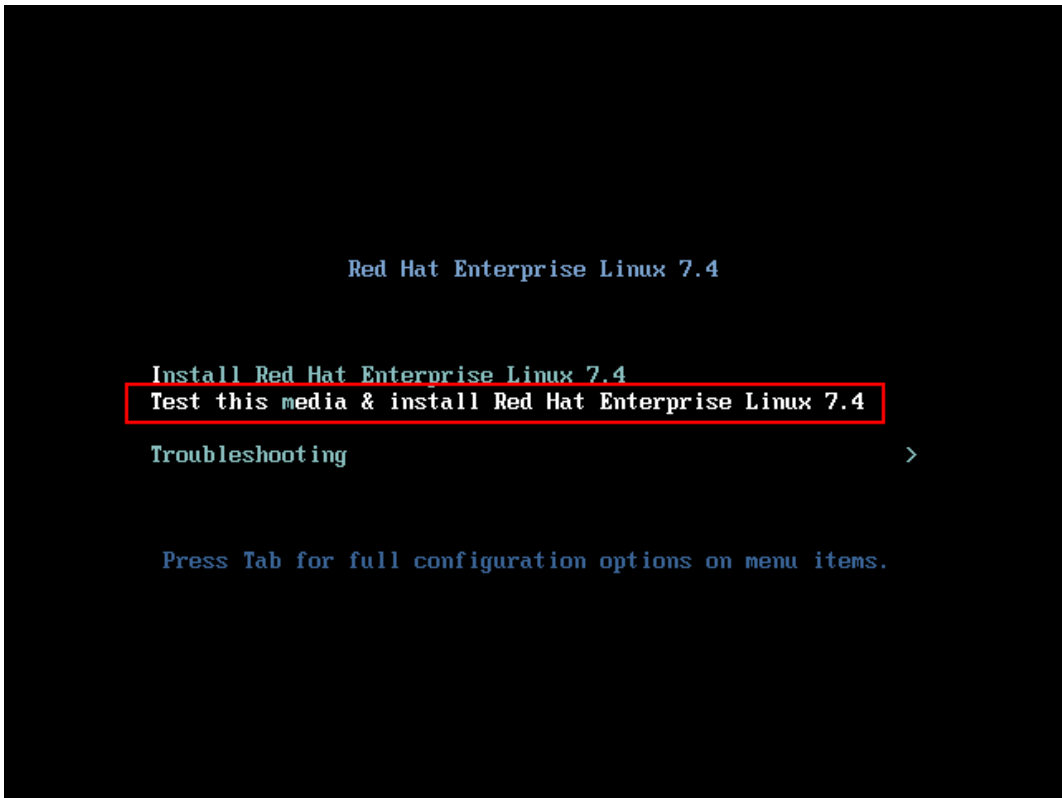 Red Hat Enterprise Linux 7.4
Install Red Hat Enterprise Linux 7.4
Test this media & install Red Hat Enterprise Linux 7.4
Troubleshooting >
Press Tab for full configuration options on menu items.